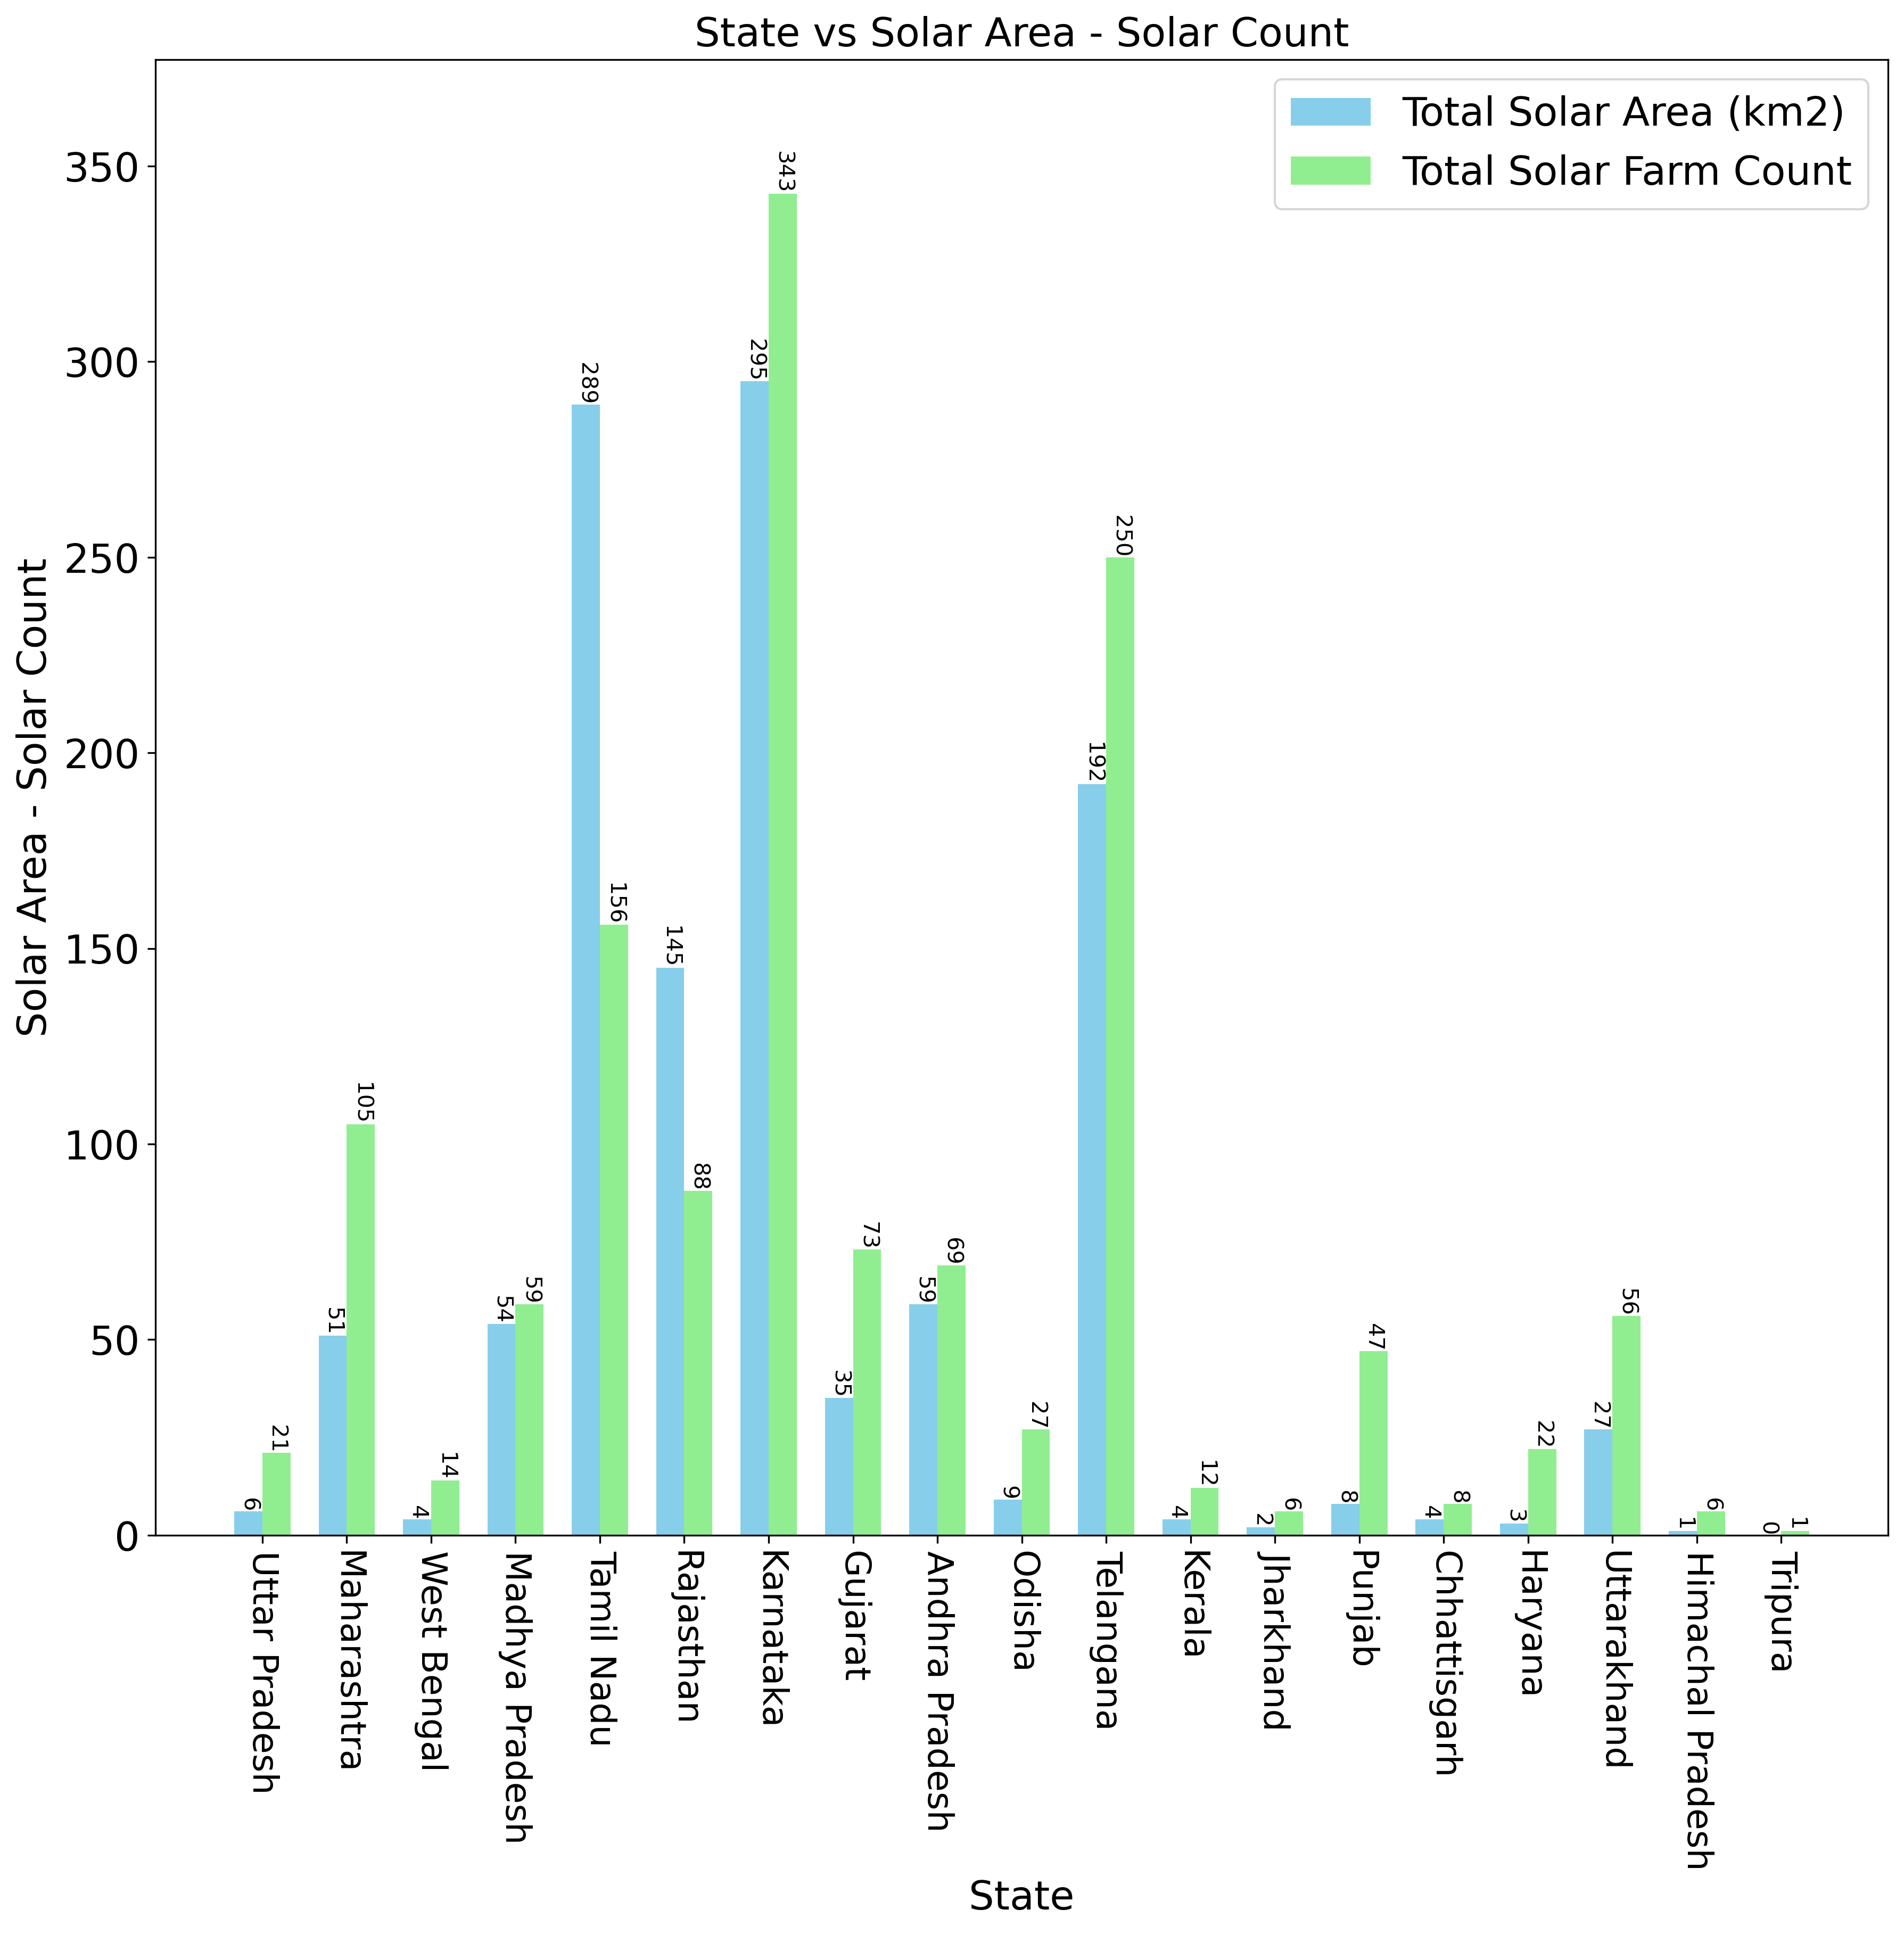 State vs Solar Area - Solar Count
Total Solar Area (km2)
Total Solar Farm Count
Solar Area - Solar Count
350
300
250
200
150
100
50
0
6
21
51
105
4
14
54
59
289
156
145
88
295
343
35
73
59
69
9
27
192
250
4
12
2
6
8
47
4
8
3
22
27
56
1
6
0
1
Uttar Pradesh
Maharashtra
West Bengal
Madhya Pradesh
Tamil Nadu
Rajasthan
Karnataka
Gujarat
Andhra Pradesh
Odisha
Telangana
Kerala
Jharkhand
Punjab
Chhattisgarh
Haryana
Uttarakhand
Himachal Pradesh
Tripura
State